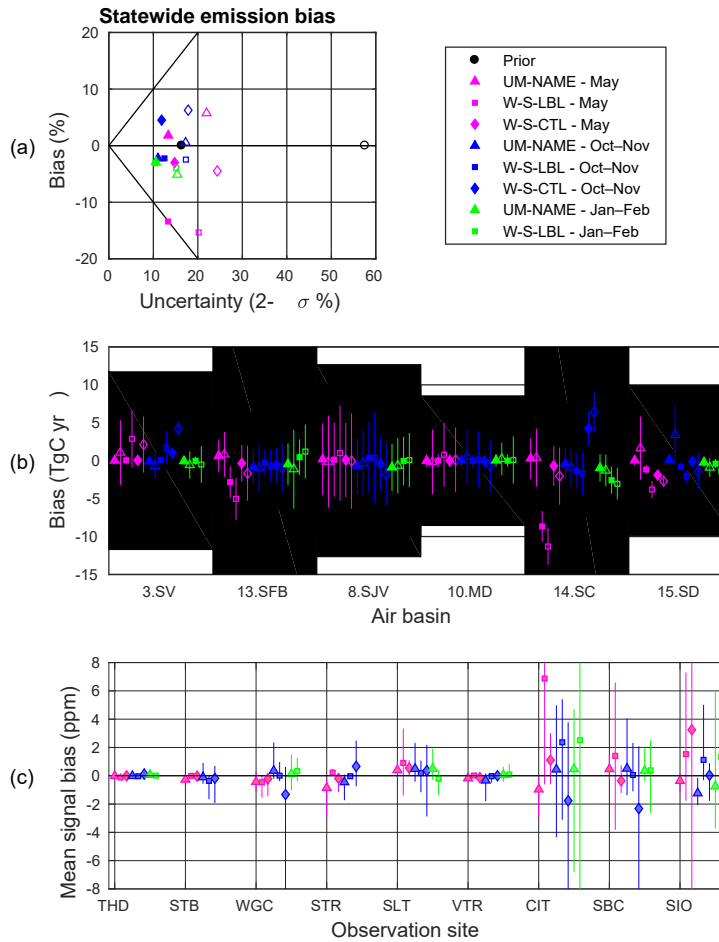 Statewide emission bias
(a)
Bias (%)
20
10
0
-10
-20
0
10
20
30
40
50
60
Uncertainty (2- σ %)
Prior
UM-NAME - May
W-S-LBL - May
W-S-CTL - May
UM-NAME - Oct–Nov
W-S-LBL - Oct–Nov
W-S-CTL - Oct–Nov
UM-NAME - Jan–Feb
W-S-LBL - Jan–Feb
(b)
Bias (TgC yr )
15
10
5
0
-5
-10
-15
3.SV
13.SFB
8.SJV
10.MD
14.SC
15.SD
Air basin
(c)
Mean signal bias (ppm)
8
6
4
2
0
-2
-4
-6
-8
THD
STB
WGC
STR
SLT
VTR
CIT
SBC
SIO
Observation site